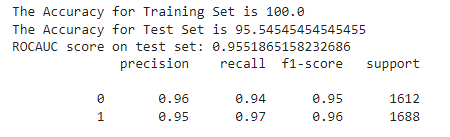 The Accuracy for Training Set is 100.0
The Accuracy for Test Set is 95.54545454545455
ROCAUC score on test set: 0.9551865158232686
precision recall f1-score support
0 0.96 0.94 0.95 1612
1 0.95 0.97 0.96 1688